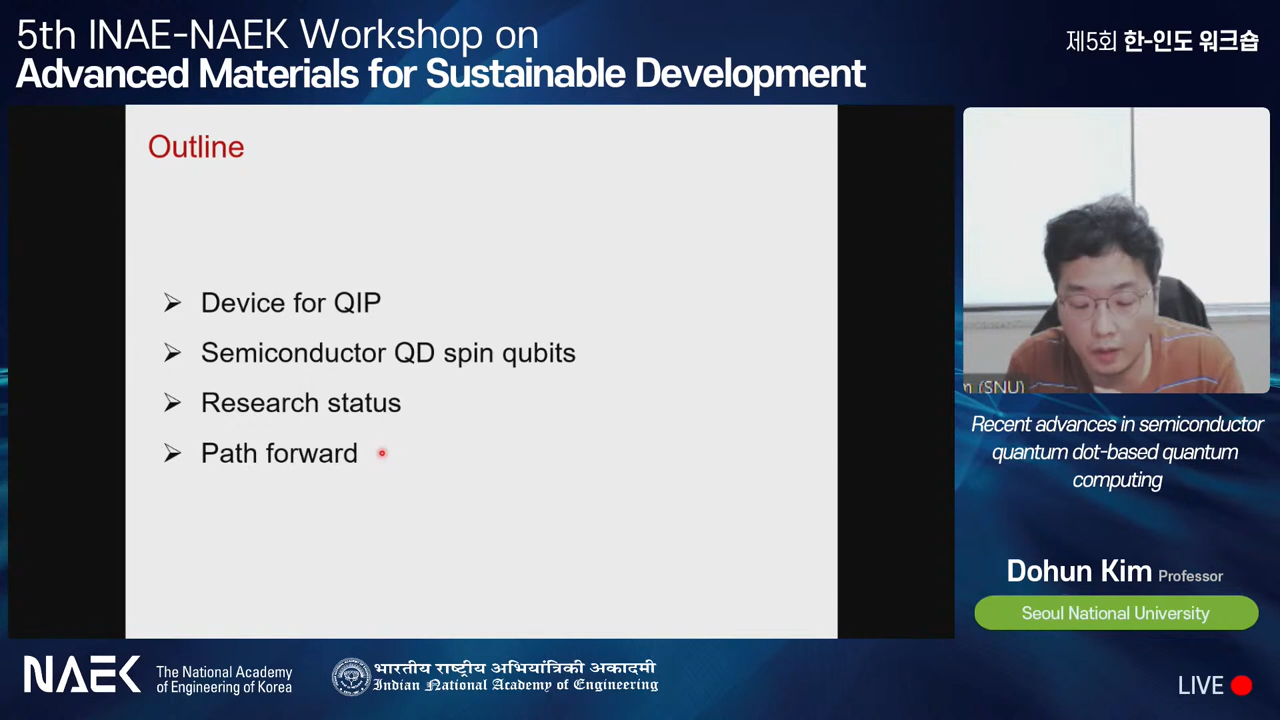 5th INAE-NAEK Workshop on
Advanced Materials for Sustainable Development
제5회 한-인도 워크숍
Outline
Device for QIP
Semiconductor QD spin qubits
Research status
Path forward
(SNU)
Recent advances in semiconductor
quantum dot-based quantum
computing
Dohun Kim Professor
Seoul National University
NAEK
The National Academy
of Engineering of Korea
भारतीय राष्ट्रीय अभियांत्रिकी अकादमी
Indian National Academy of Engineering
LIVE